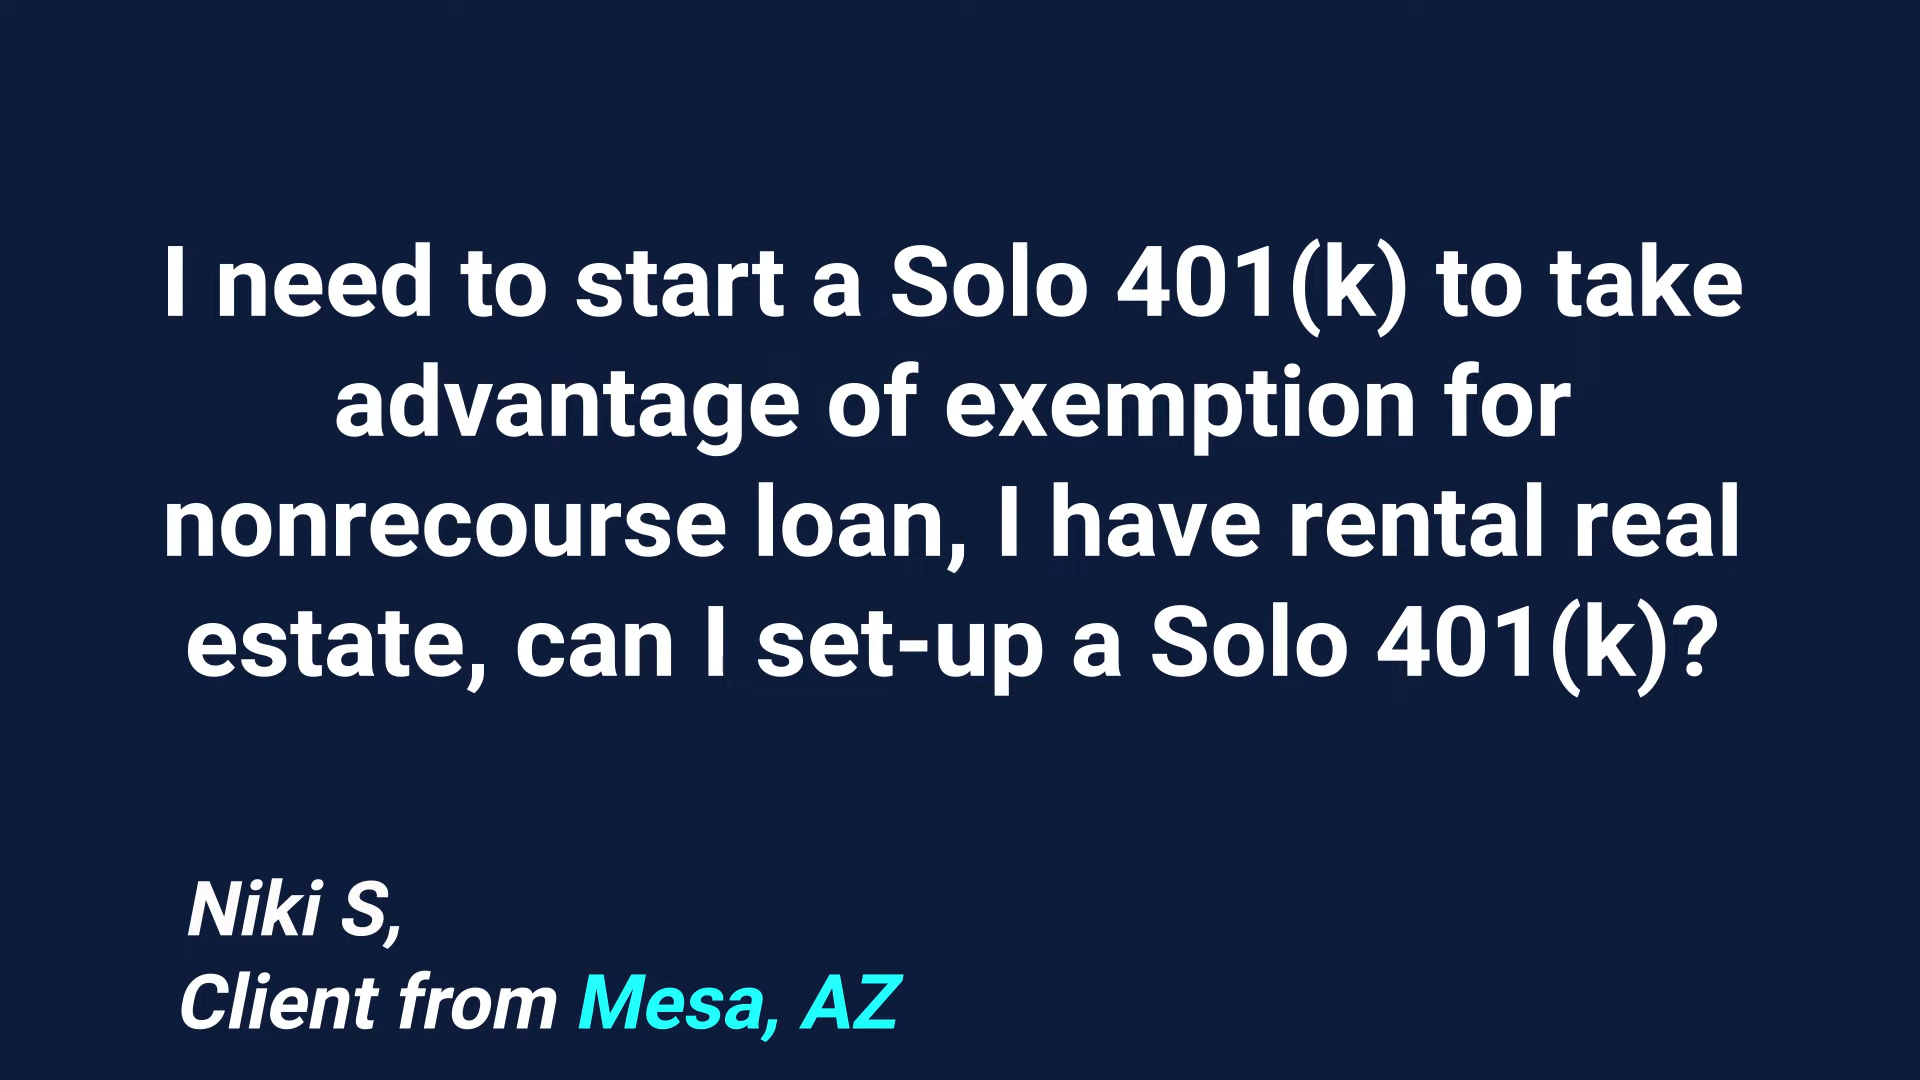 I need to start a Solo 401(k) to take
advantage of exemption for
nonrecourse loan, I have rental real
estate, can I set-up a Solo 401(k)?
Niki S,
Client from Mesa, AZ